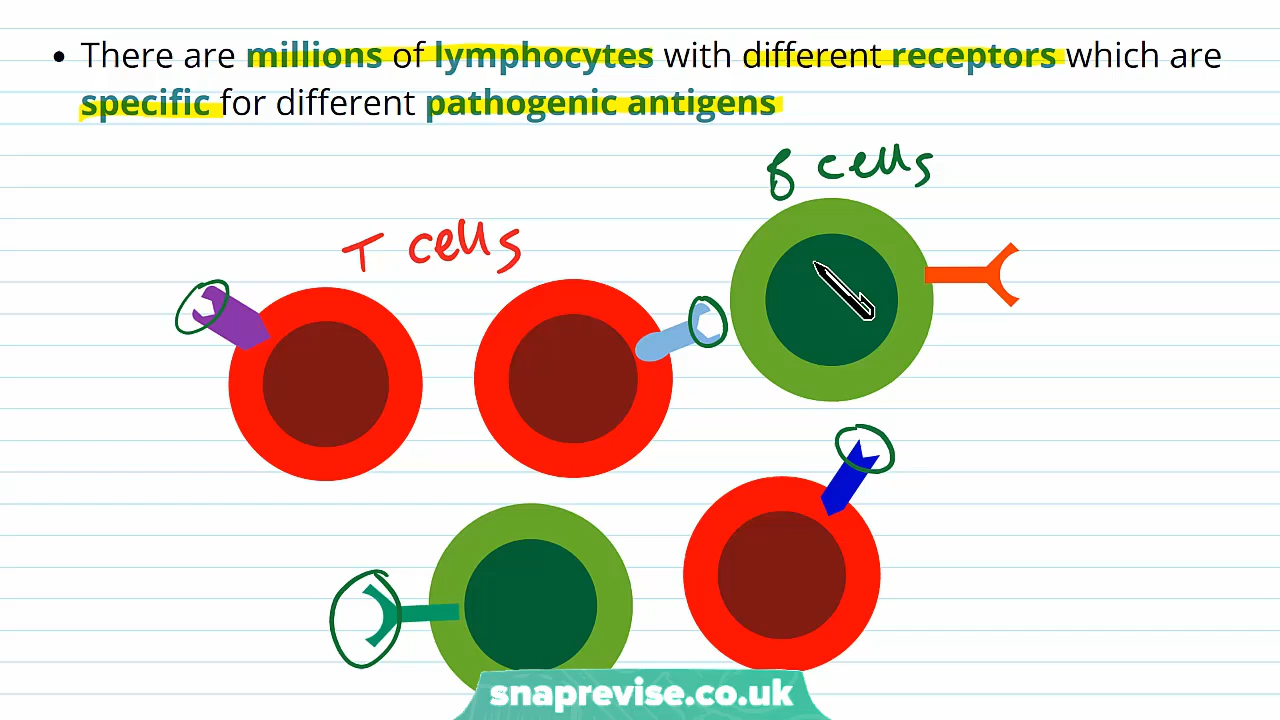 • There are millions of lymphocytes with different receptors which are
specific for different pathogenic antigens
B cells
T cells
snaprevise.co.uk